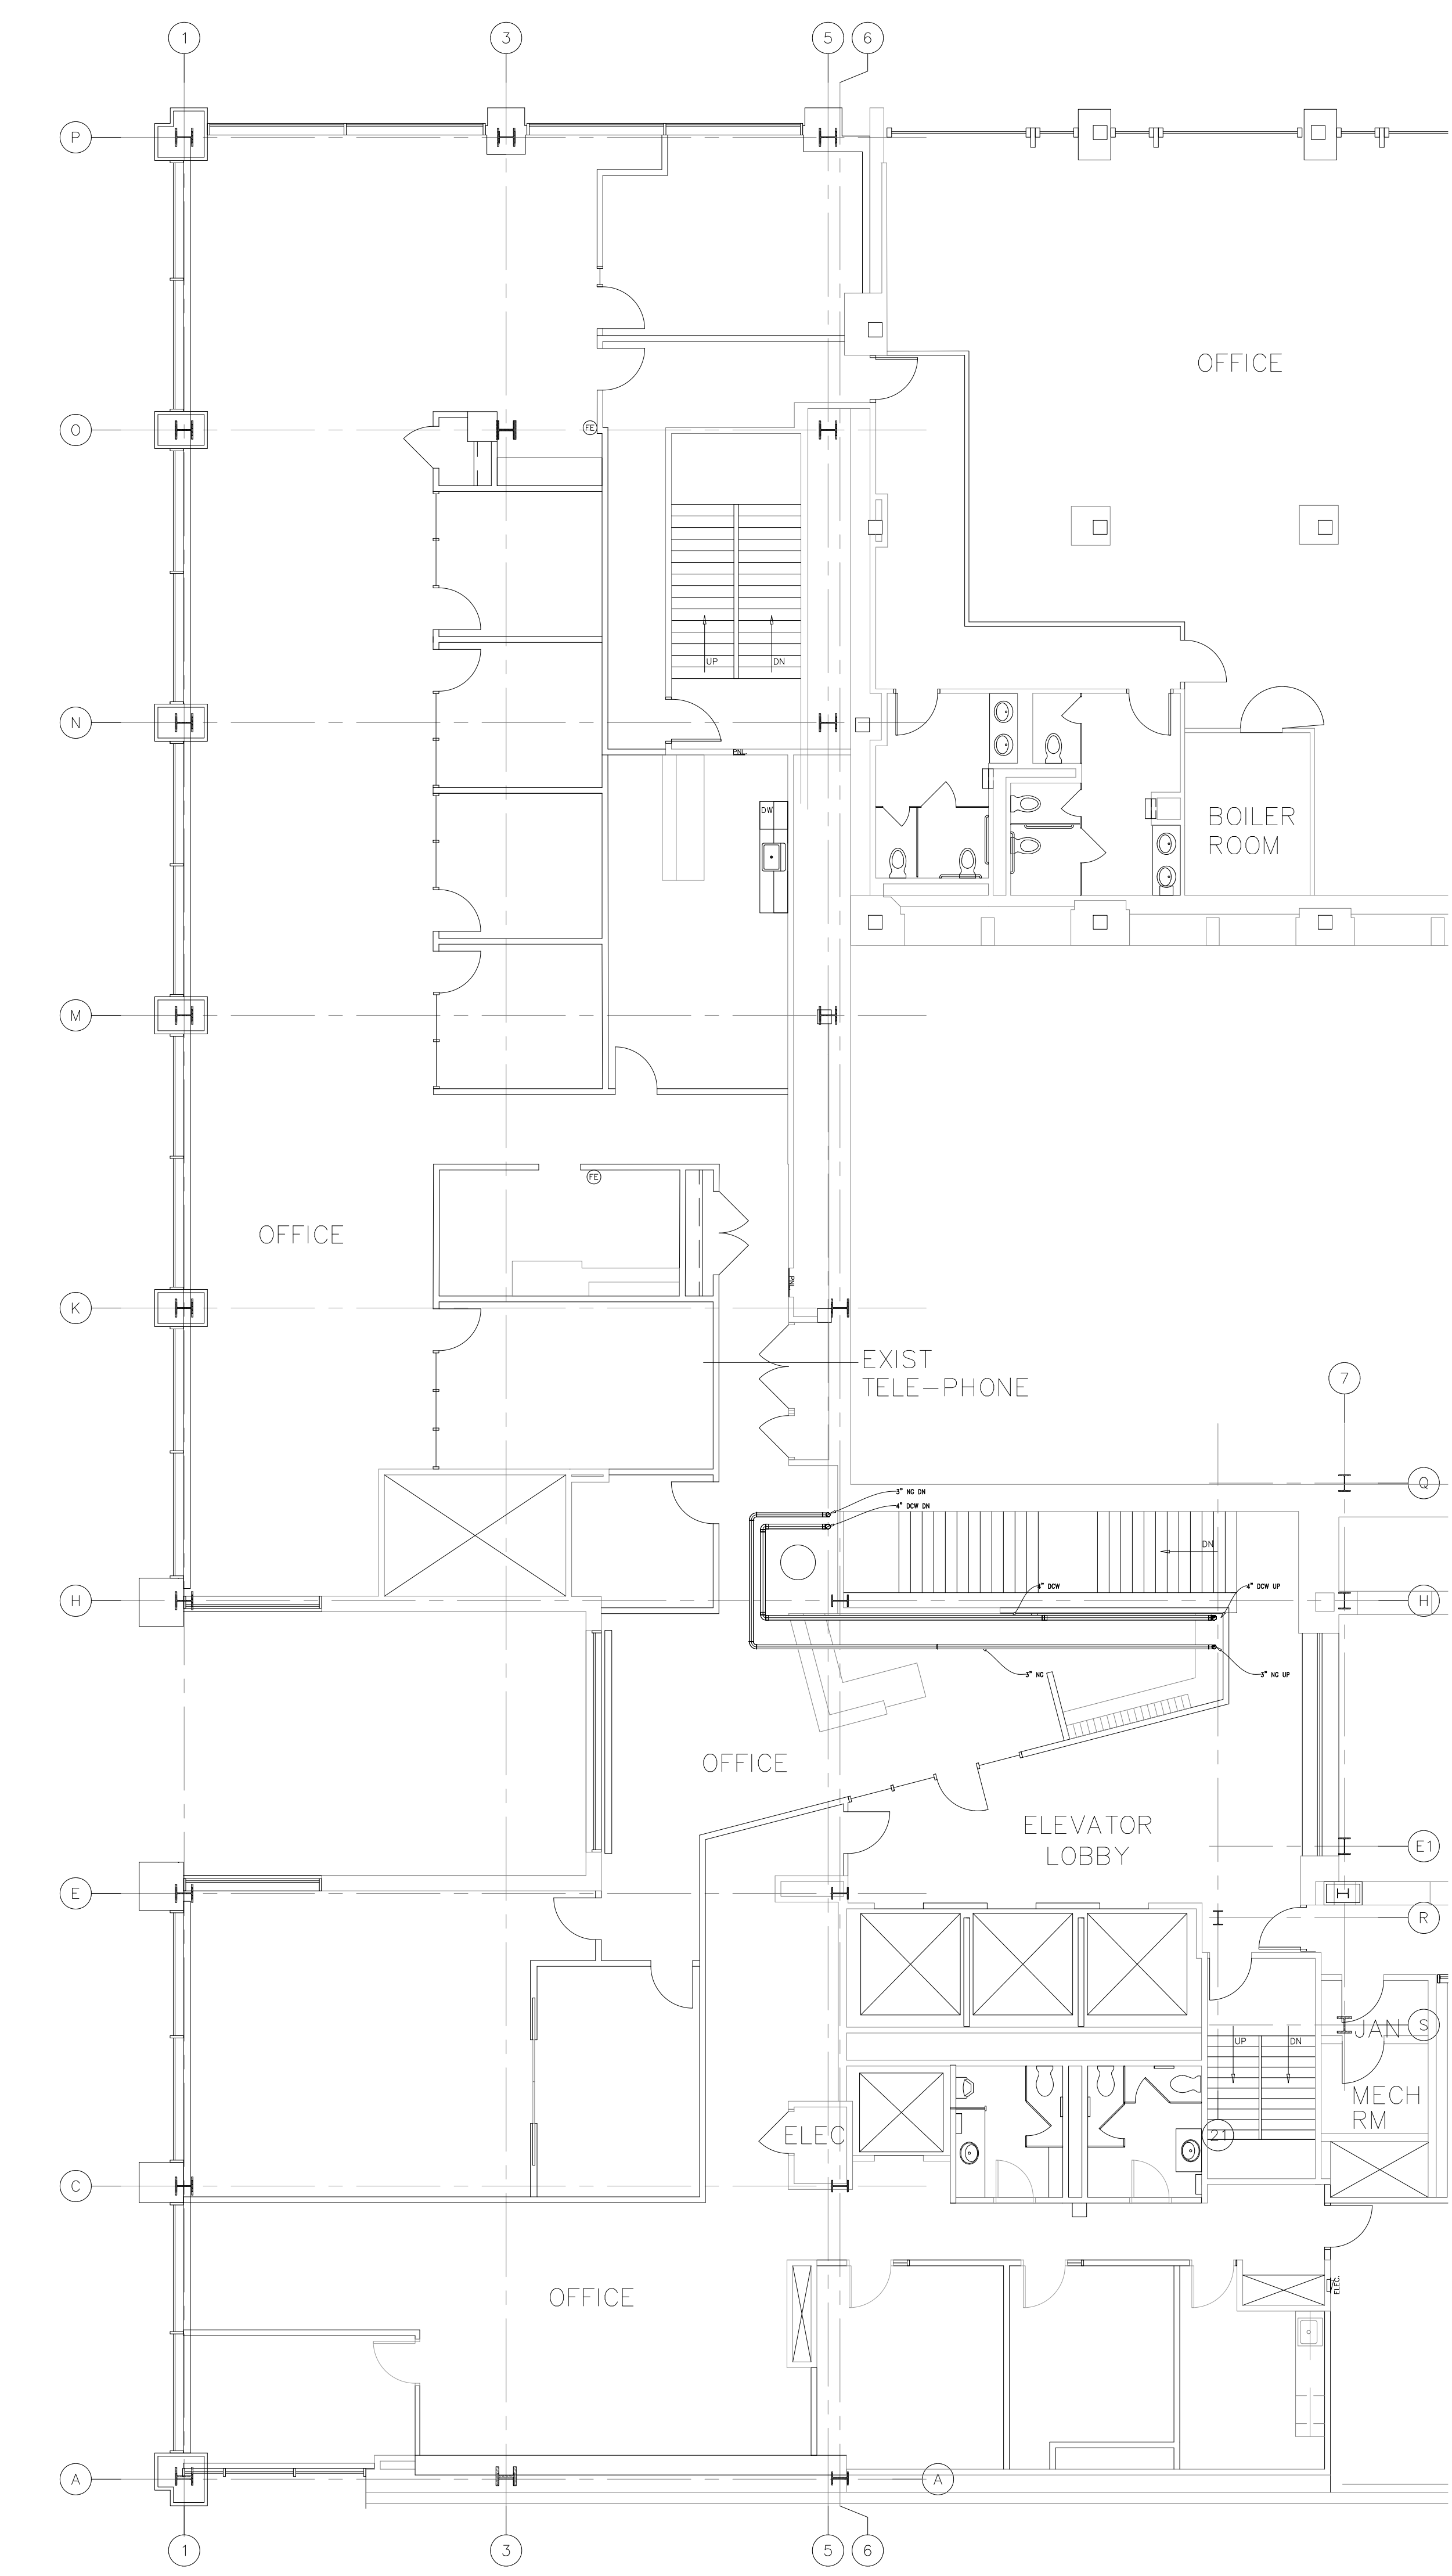 1
3
5
6
P
OFFICE
O
FE
UP
DN
N
PNL
DW
BOILER
ROOM
M
FE
OFFICE
PNL
K
EXIST
TELE-PHONE
7
Q
3" NG DN
4" DCW DN
DN
4" DCW
4" DCW UP
H
H
3" NG
3" NG UP
OFFICE
ELEVATOR
LOBBY
E1
E
R
S
JAN
UP
DN
MECH
RM
ELEC
21
C
OFFICE
ELEC.
A
A
1
3
5
6